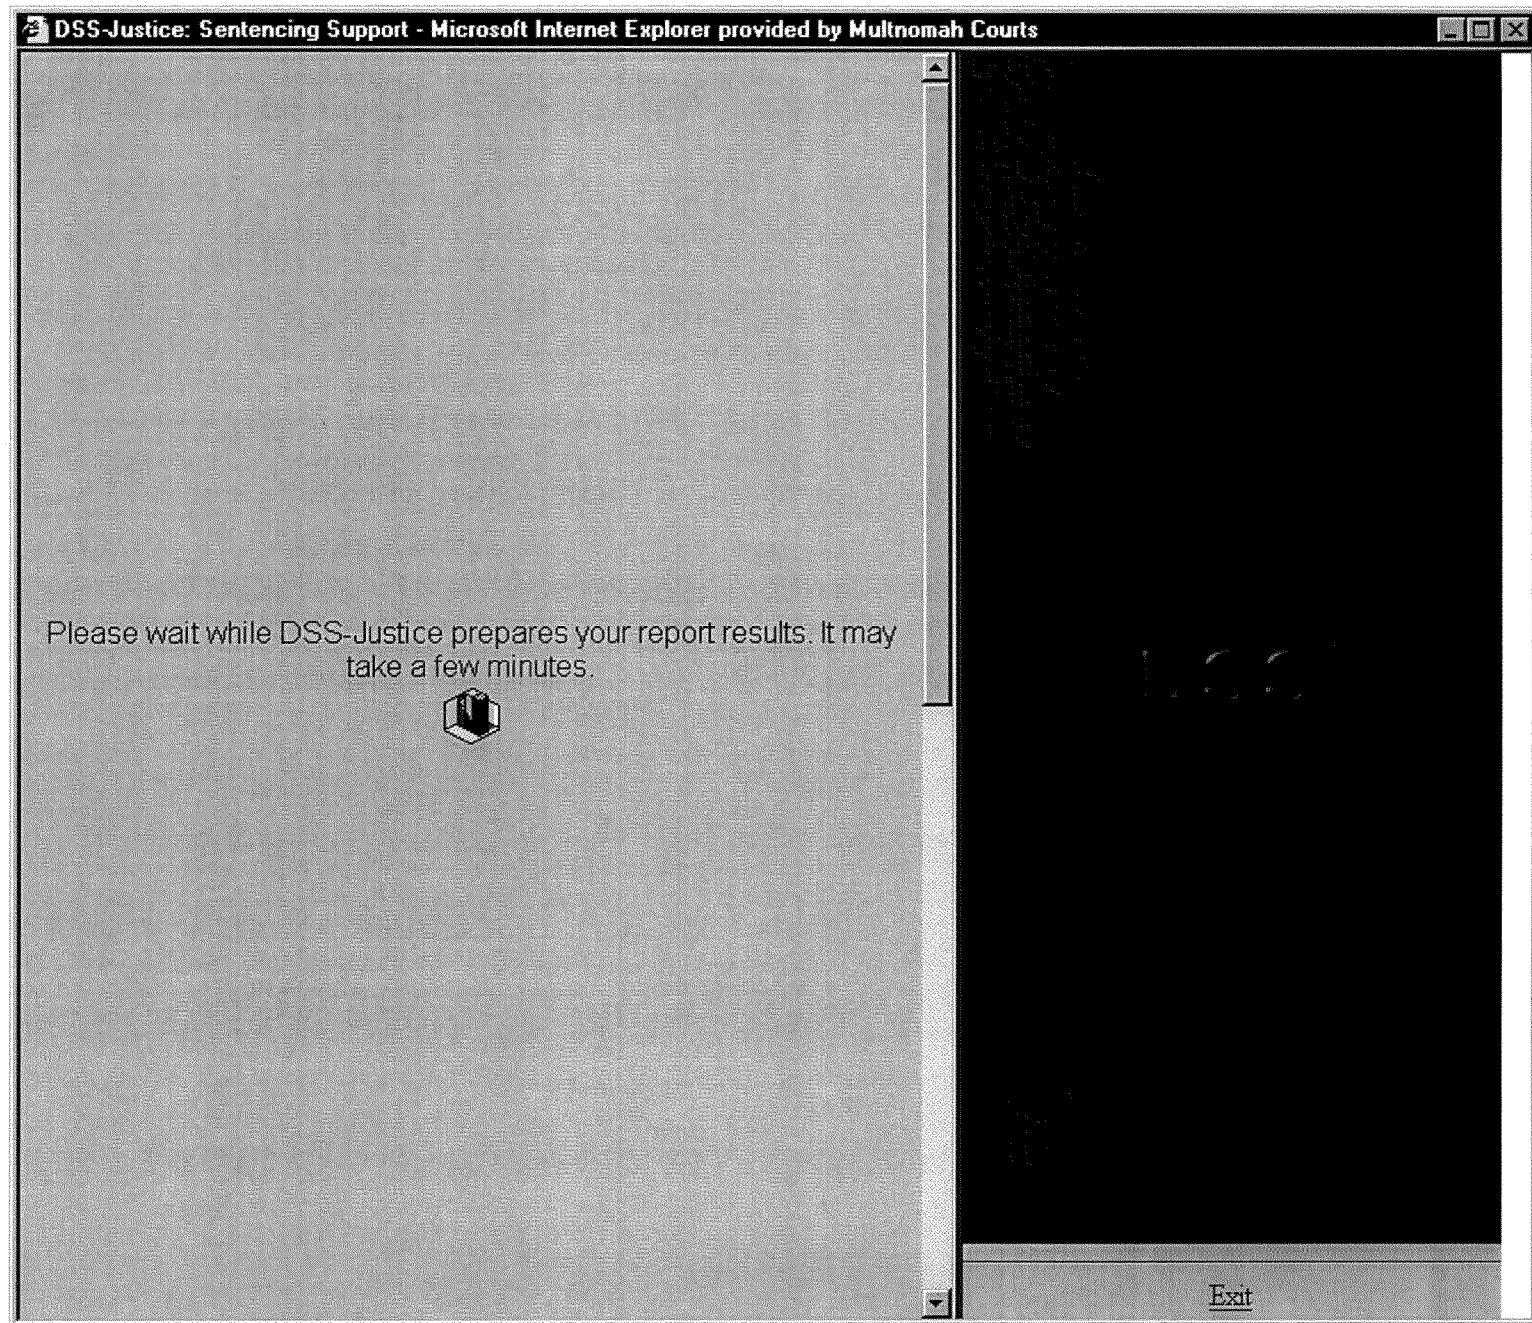 DSS-Justice: Sentencing Support - Microsoft Internet Explorer provided by Multnomah Courts
Please wait while DSS-Justice prepares your report results. It may
take a few minutes.
Exit